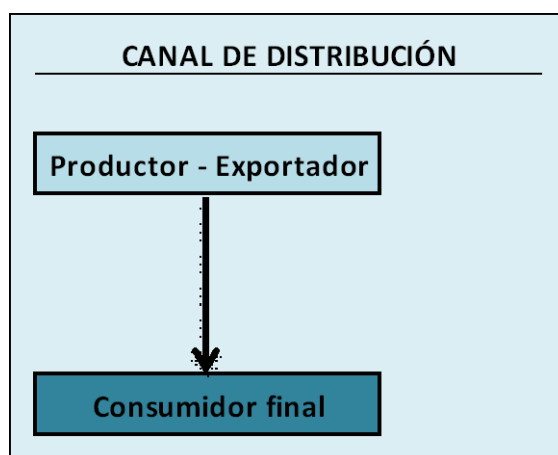 CANAL DE DISTRIBUCIÓN
Productor - Exportador
Consumidor final